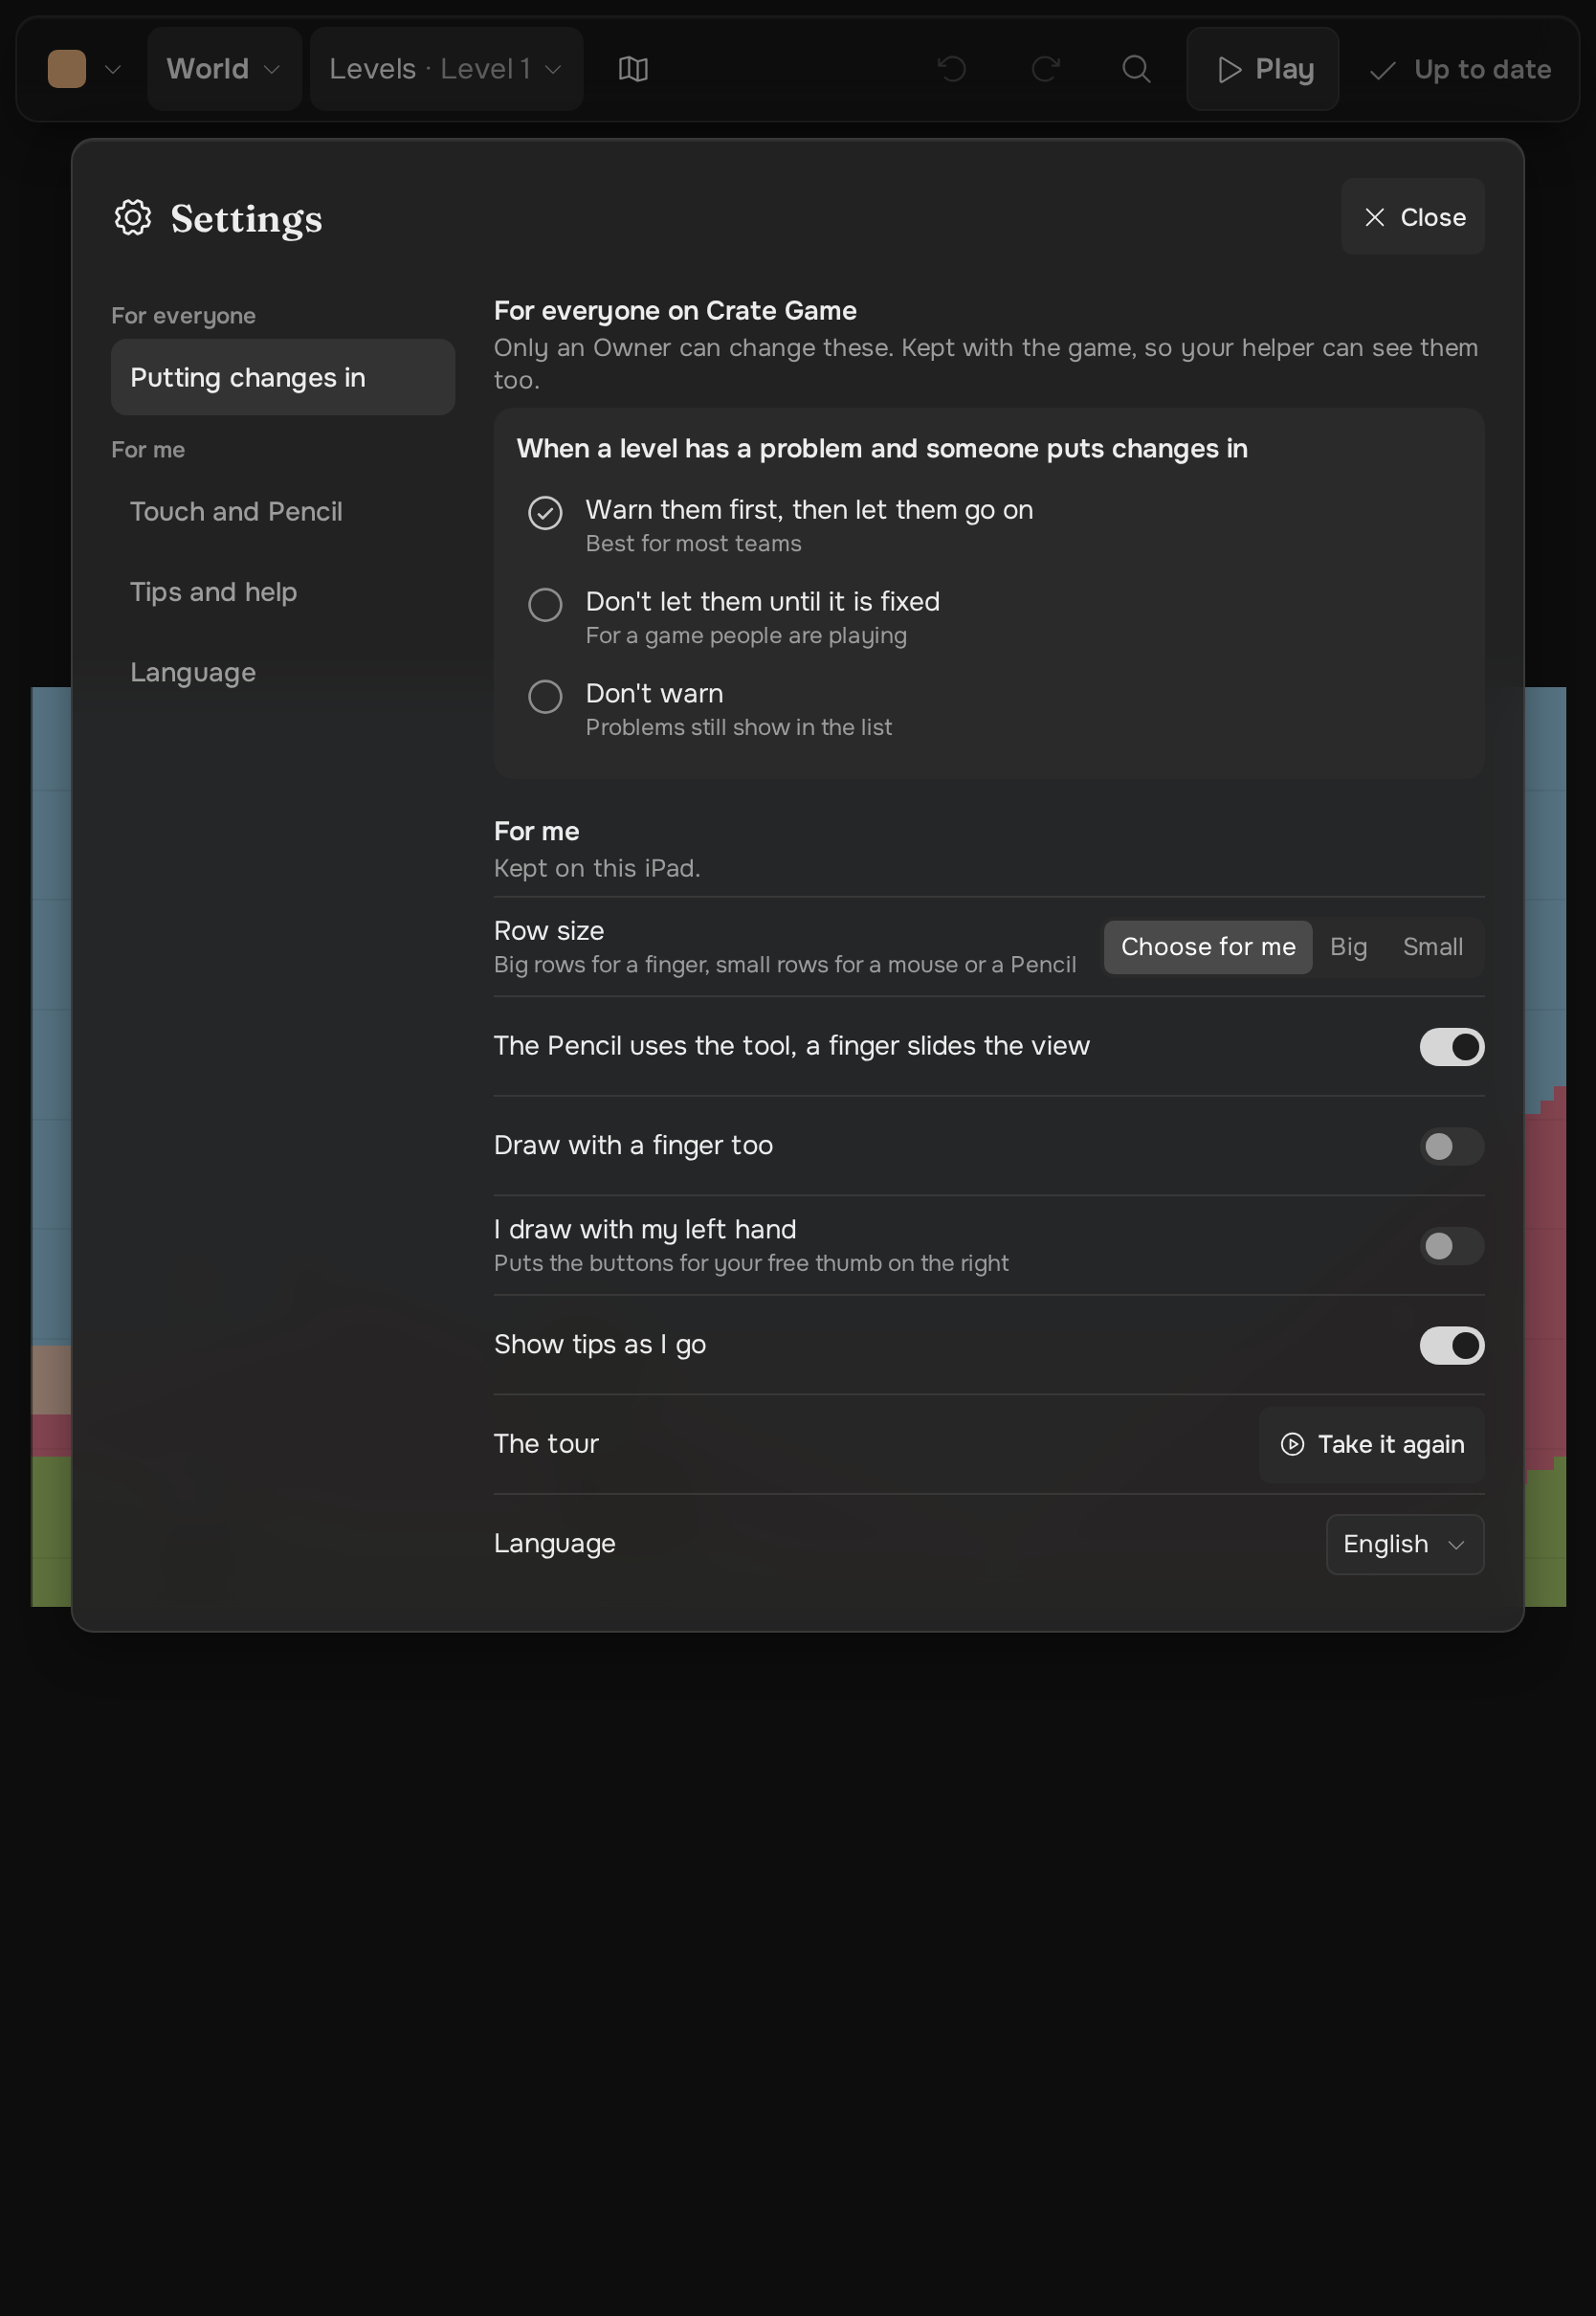 World
Levels · Level 1
Play
Up to date
Settings
Close
For everyone
Putting changes in
For me
Touch and Pencil
Tips and help
Language
For everyone on Crate Game
Only an Owner can change these. Kept with the game, so your helper can see them
too.
When a level has a problem and someone puts changes in
Warn them first, then let them go on
Best for most teams
Don't let them until it is fixed
For a game people are playing
Don't warn
Problems still show in the list
For me
Kept on this iPad.
Row size
Big rows for a finger, small rows for a mouse or a Pencil
Choose for me
Big
Small
The Pencil uses the tool, a finger slides the view
Draw with a finger too
I draw with my left hand
Puts the buttons for your free thumb on the right
Show tips as I go
The tour
Take it again
Language
English